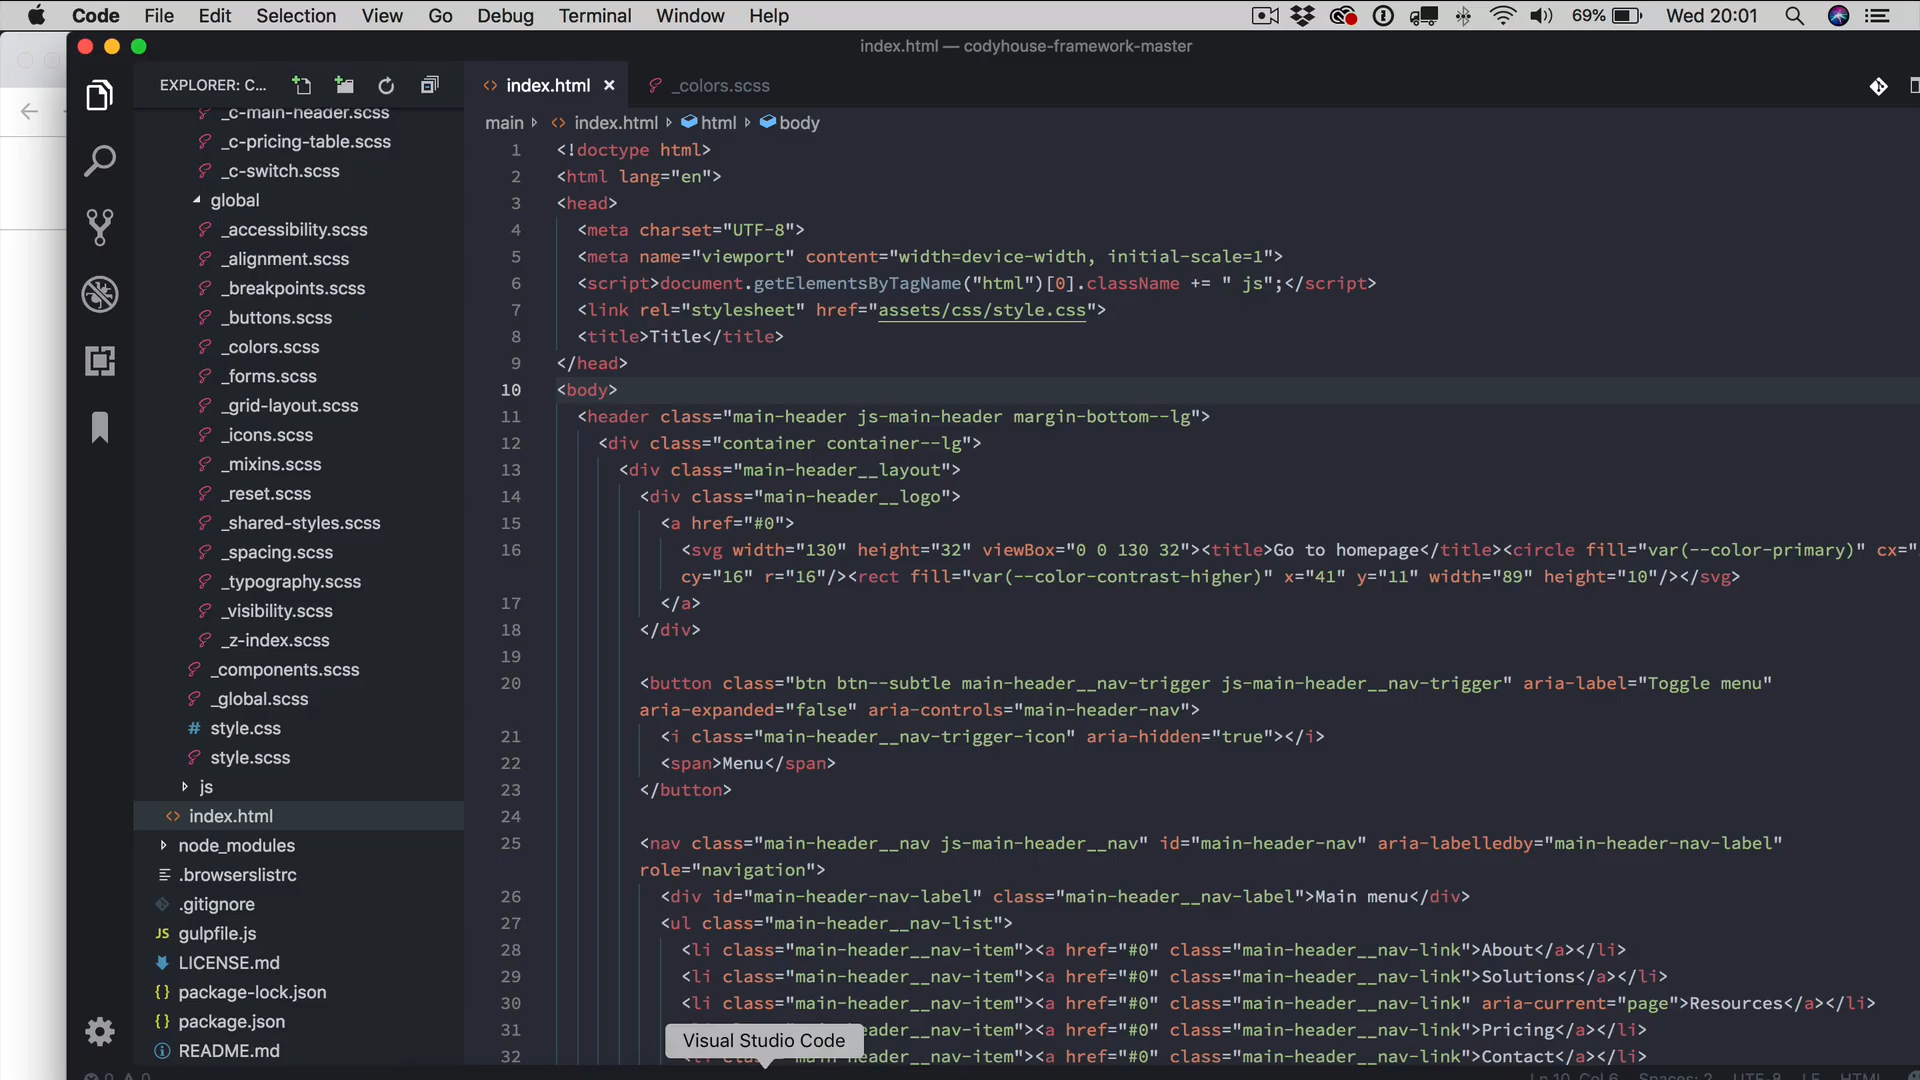 Code File Edit Selection View Go Debug Terminal Window Help 69% Wed 20:01
index.html — codyhouse-framework-master
EXPLORER: C...
index.html ×
_colors.scss
main index.html html body
_c-main-header.scss
_c-pricing-table.scss
_c-switch.scss
global
_accessibility.scss
_alignment.scss
_breakpoints.scss
_buttons.scss
_colors.scss
_forms.scss
_grid-layout.scss
_icons.scss
_mixins.scss
_reset.scss
_shared-styles.scss
_spacing.scss
_typography.scss
_visibility.scss
_z-index.scss
_components.scss
_global.scss
# style.css
style.scss
js
<> index.html
node_modules
.browserslistrc
.gitignore
JS gulpfile.js
LICENSE.md
{} package-lock.json
{} package.json
README.md
1 <!doctype html>
2 <html lang="en">
3 <head>
4 <meta charset="UTF-8">
5 <meta name="viewport" content="width=device-width, initial-scale=1">
6 <script>document.getElementsByTagName("html")[0].className += " js";</script>
7 <link rel="stylesheet" href="assets/css/style.css">
8 <title>Title</title>
9 </head>
10 <body>
11 <header class="main-header js-main-header margin-bottom--lg">
12 <div class="container container--lg">
13 <div class="main-header__layout">
14 <div class="main-header__logo">
15 <a href="#0">
16 <svg width="130" height="32" viewBox="0 0 130 32"><title>Go to homepage</title><circle fill="var(--color-primary)" cx="
cy="16" r="16"/><rect fill="var(--color-contrast-higher)" x="41" y="11" width="89" height="10"/></svg>
17 </a>
18 </div>
19
20 <button class="btn btn--subtle main-header__nav-trigger js-main-header__nav-trigger" aria-label="Toggle menu"
aria-expanded="false" aria-controls="main-header-nav">
21 <i class="main-header__nav-trigger-icon" aria-hidden="true"></i>
22 <span>Menu</span>
23 </button>
24
25 <nav class="main-header__nav js-main-header__nav" id="main-header-nav" aria-labelledby="main-header-nav-label"
role="navigation">
26 <div id="main-header-nav-label" class="main-header__nav-label">Main menu</div>
27 <ul class="main-header__nav-list">
28 <li class="main-header__nav-item"><a href="#0" class="main-header__nav-link">About</a></li>
29 <li class="main-header__nav-item"><a href="#0" class="main-header__nav-link">Solutions</a></li>
30 <li class="main-header__nav-item"><a href="#0" class="main-header__nav-link" aria-current="page">Resources</a></li>
31 -header__nav-item"><a href="#0" class="main-header__nav-link">Pricing</a></li>
32 -header__nav-item"><a href="#0" class="main-header__nav-link">Contact</a></li>
Visual Studio Code
Ln 10, Col 6 Spaces: 2 UTF-8 LF HTML